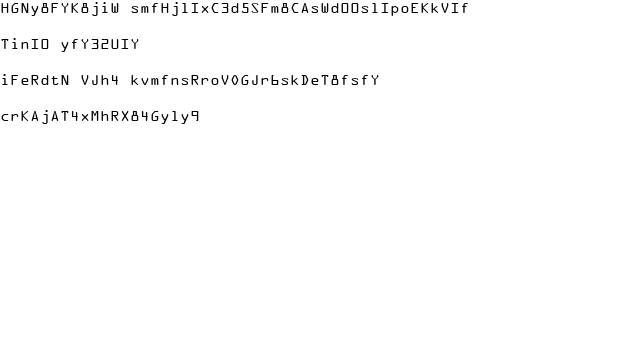 HGNy8FYK8jiW smfHjlIxC3d5SFm8CAsWdOOslIpoEKkVIf
TinIO yfY32UIY
iFeRdtN VJh4 kvmfnsRroV0GJr6skDeT8fsfY
crKAjAT4xMhRX84Gyly9